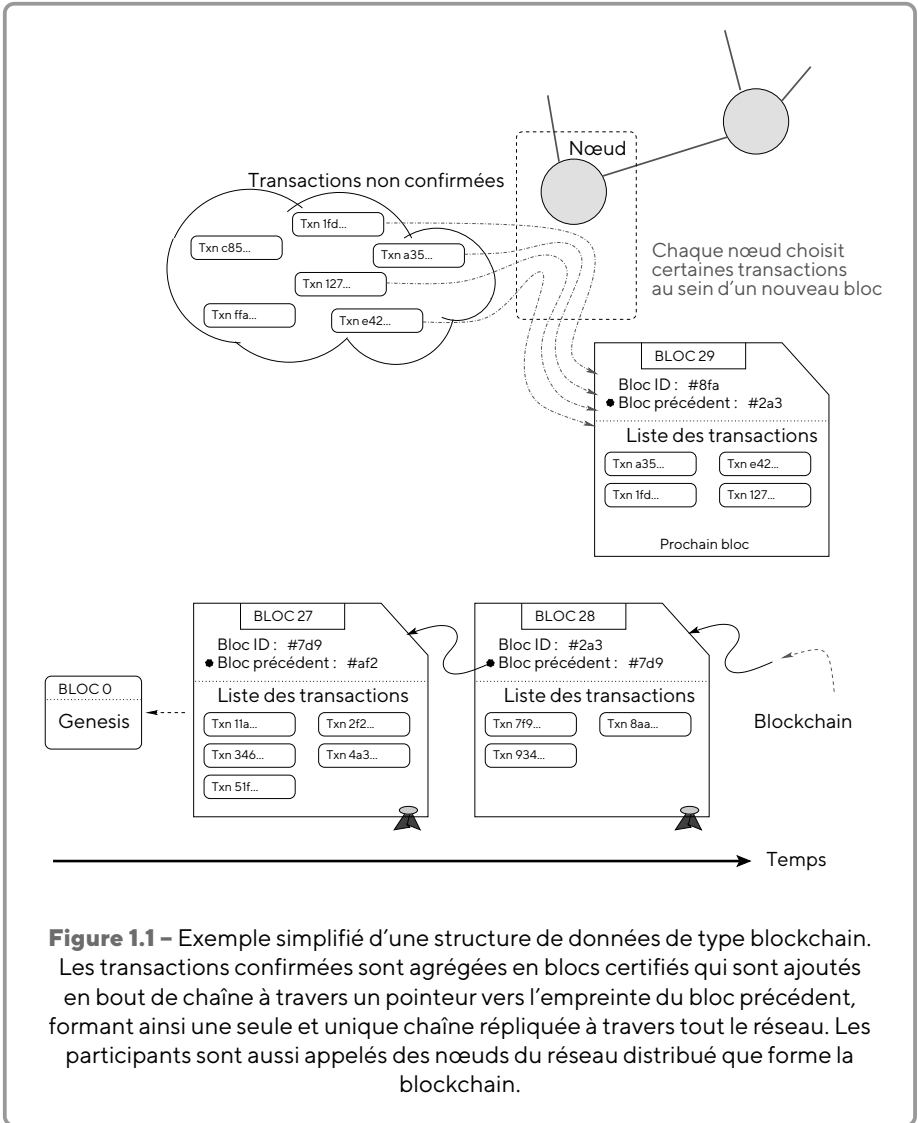 Nœud
Transactions non confirmées
Txn 1fd...
Txn c85...
Txn a35...
Txn 127...
Txn ffa...
Txn e42...
Chaque nœud choisit
certaines transactions
au sein d'un nouveau bloc
BLOC 29
Bloc ID : #8fa
Bloc précédent : #2a3
Liste des transactions
Txn a35... Txn e42...
Txn 1fd... Txn 127...
Prochain bloc
BLOC 27
Bloc ID : #7d9
Bloc précédent : #af2
Liste des transactions
Txn 11a... Txn 2f2...
Txn 346... Txn 4a3...
Txn 51f...
BLOC 28
Bloc ID : #2a3
Bloc précédent : #7d9
Liste des transactions
Txn 7f9... Txn 8aa...
Txn 934...
BLOC 0
Genesis
Blockchain
Temps
Figure 1.1 – Exemple simplifié d'une structure de données de type blockchain.
Les transactions confirmées sont agrégées en blocs certifiés qui sont ajoutés
en bout de chaîne à travers un pointeur vers l'empreinte du bloc précédent,
formant ainsi une seule et unique chaîne répliquée à travers tout le réseau. Les
participants sont aussi appelés des nœuds du réseau distribué que forme la
blockchain.